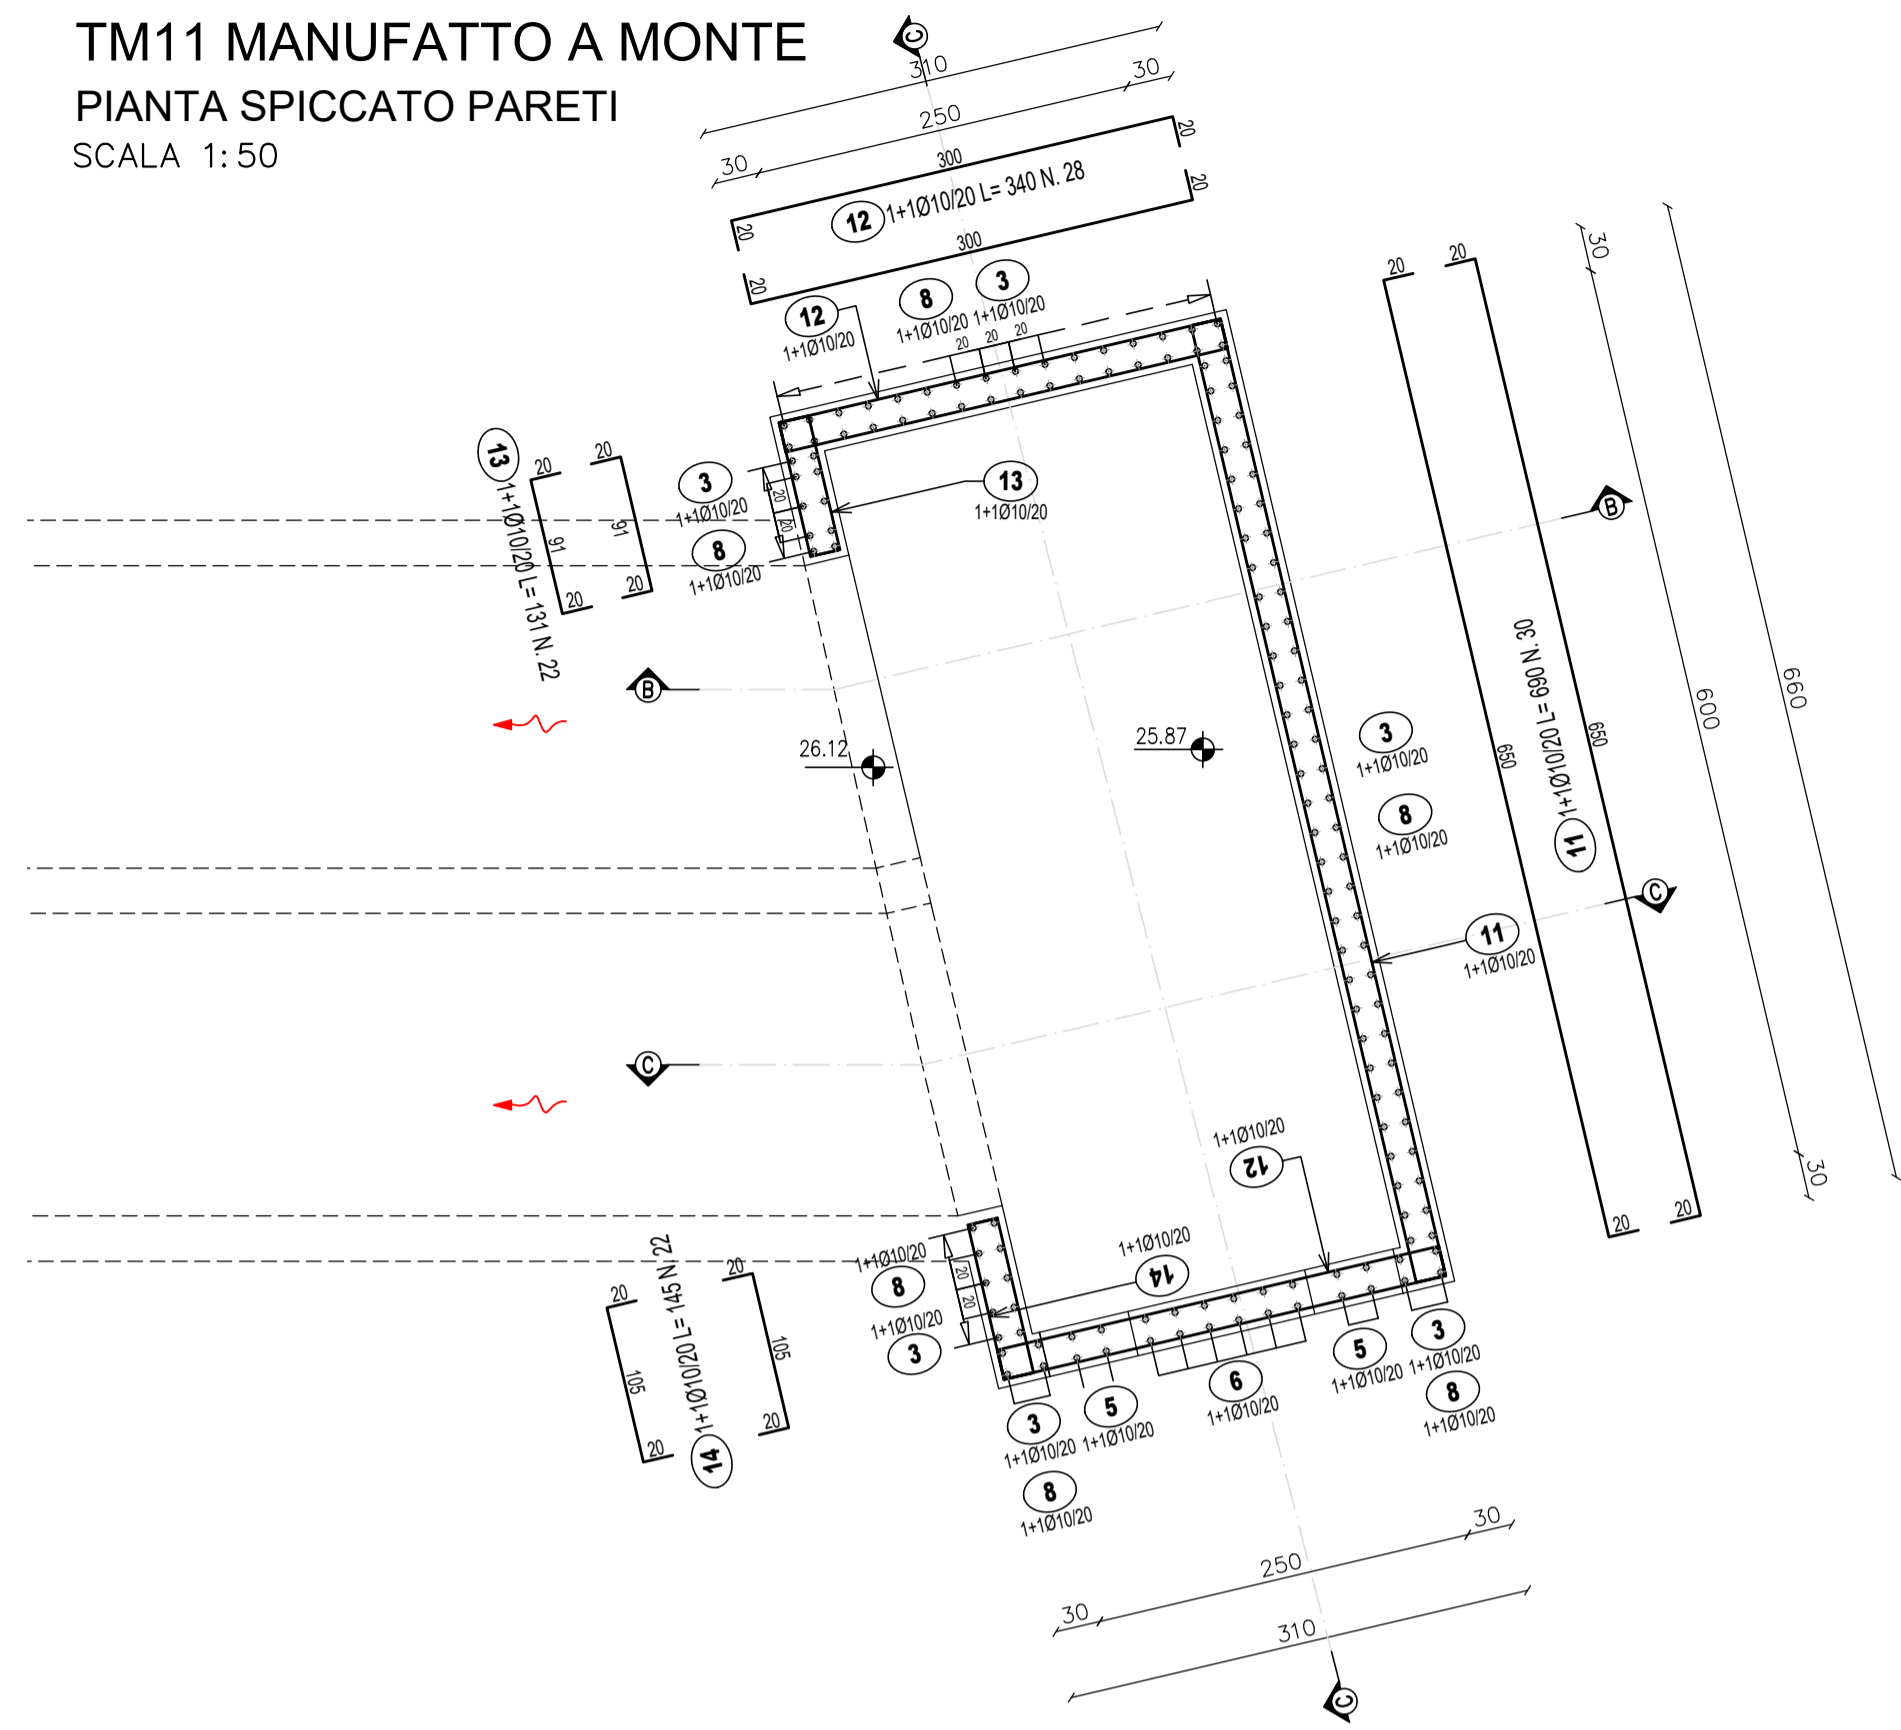 TM11 MANUFATTO A MONTE
PIANTA SPICCATO PARETI
SCALA 1:50
C
310
30
250
30
300
20
20
12 1+1Ø10/20 L= 340 N. 28
20
20
300
12
1+1Ø10/20
8
1+1Ø10/20
3
1+1Ø10/20
20
20
20
13 1+1Ø10/20 L= 131 N. 22
20
20
91
91
20
20
3
1+1Ø10/20
8
1+1Ø10/20
20
20
13
1+1Ø10/20
B
B
26.12
25.87
3
1+1Ø10/20
8
1+1Ø10/20
20
20
650
650
11 1+1Ø10/20 L= 690 N. 30
20
20
30
600
30
660
C
11
1+1Ø10/20
C
1+1Ø10/20
12
1+1Ø10/20
14
1+1Ø10/20
8
1+1Ø10/20
3
20
20
14 1+1Ø10/20 L= 145 N. 22
20
20
105
105
20
20
3
1+1Ø10/20
8
1+1Ø10/20
5
1+1Ø10/20
6
1+1Ø10/20
5
1+1Ø10/20
3
1+1Ø10/20
8
1+1Ø10/20
30
250
30
310
C